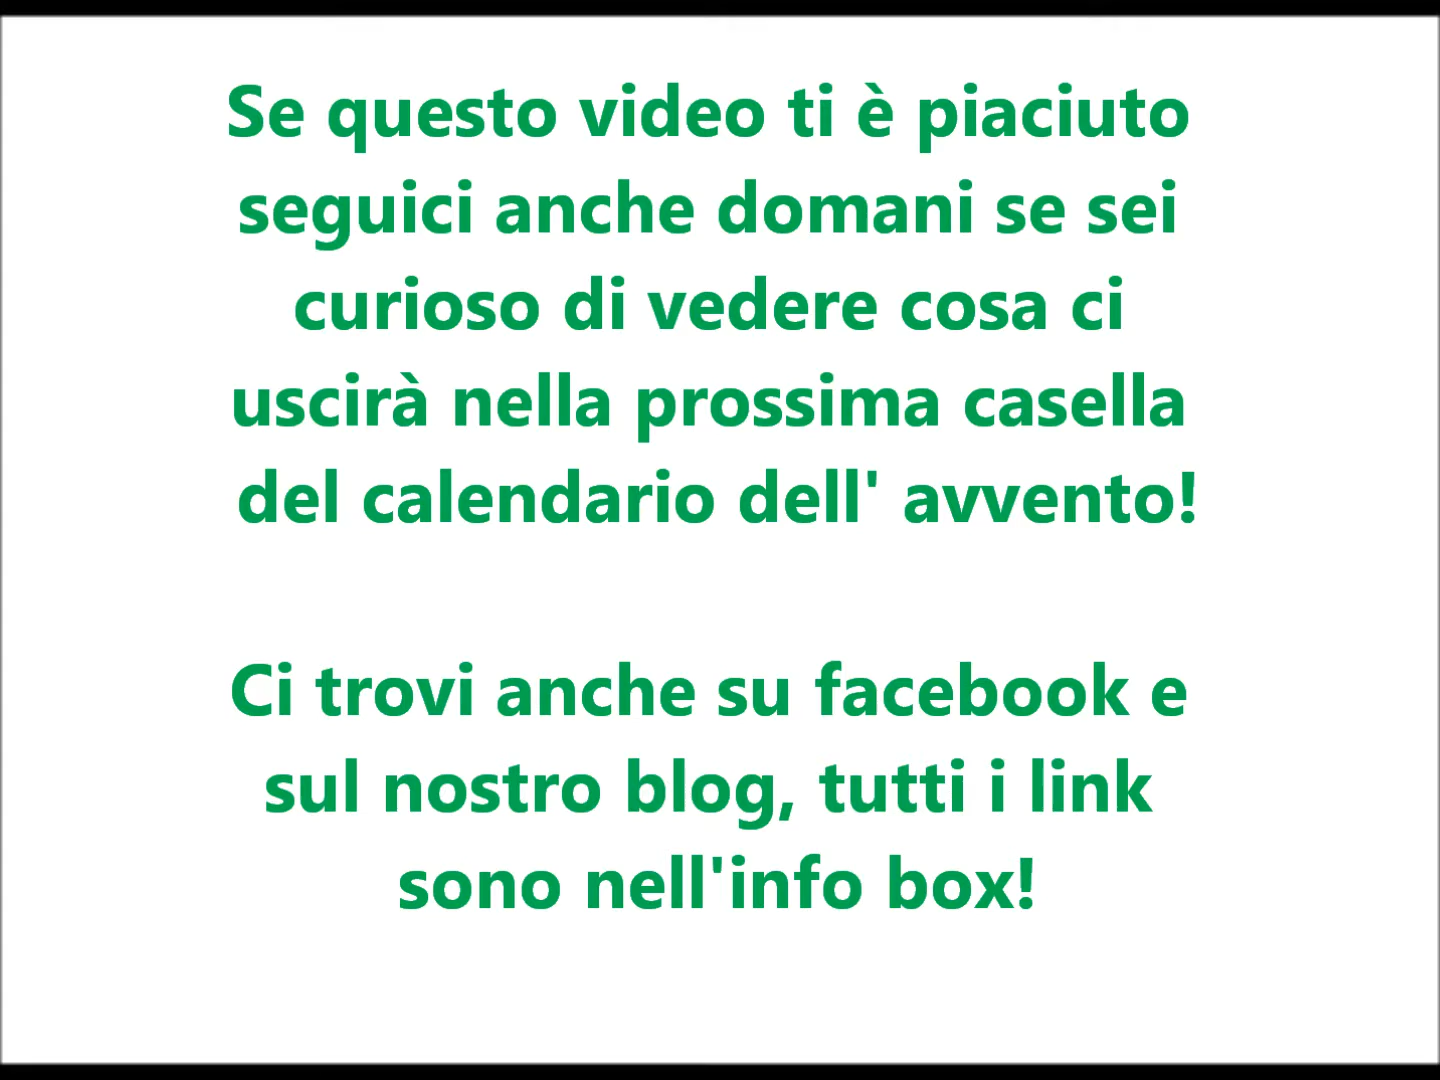 Se questo video ti è piaciuto
seguici anche domani se sei
curioso di vedere cosa ci
uscirà nella prossima casella
del calendario dell' avvento!
Ci trovi anche su facebook e
sul nostro blog, tutti i link
sono nell'info box!